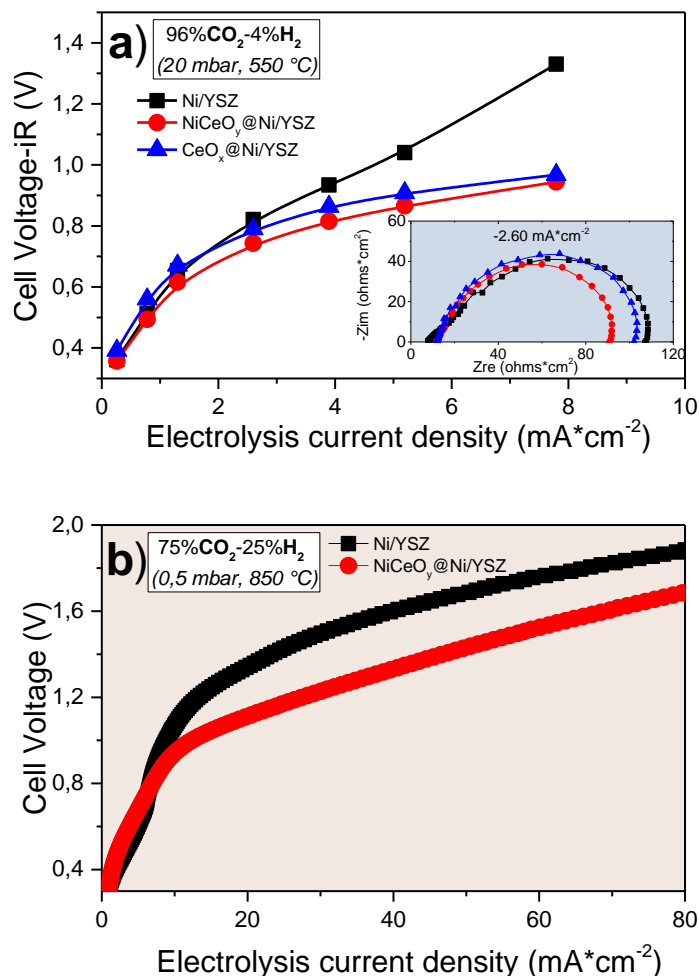 a)
96%CO₂-4%H₂
(20 mbar, 550 °C)
Ni/YSZ
NiCeOᵧ@Ni/YSZ
CeOₓ@Ni/YSZ
Cell Voltage-iR (V)
1,4
1,2
1,0
0,8
0,6
0,4
0
2
4
6
8
10
Electrolysis current density (mA*cm⁻²)
-2.60 mA*cm⁻²
-Zim (ohms*cm²)
60
40
20
0
0
40
80
120
Zre (ohms*cm²)
b)
75%CO₂-25%H₂
(0,5 mbar, 850 °C)
Ni/YSZ
NiCeOᵧ@Ni/YSZ
Cell Voltage (V)
2,0
1,6
1,2
0,8
0,4
0
20
40
60
80
Electrolysis current density (mA*cm⁻²)